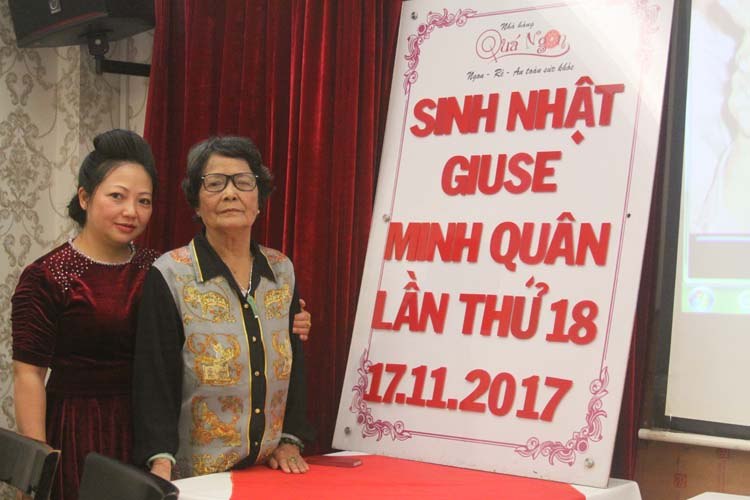 Nhà hàng
Quá Ngon
Ngon - Rẻ - An toàn sức khỏe
SINH NHẬT
GIUSE
MINH QUÂN
LẦN THỨ 18
17.11.2017